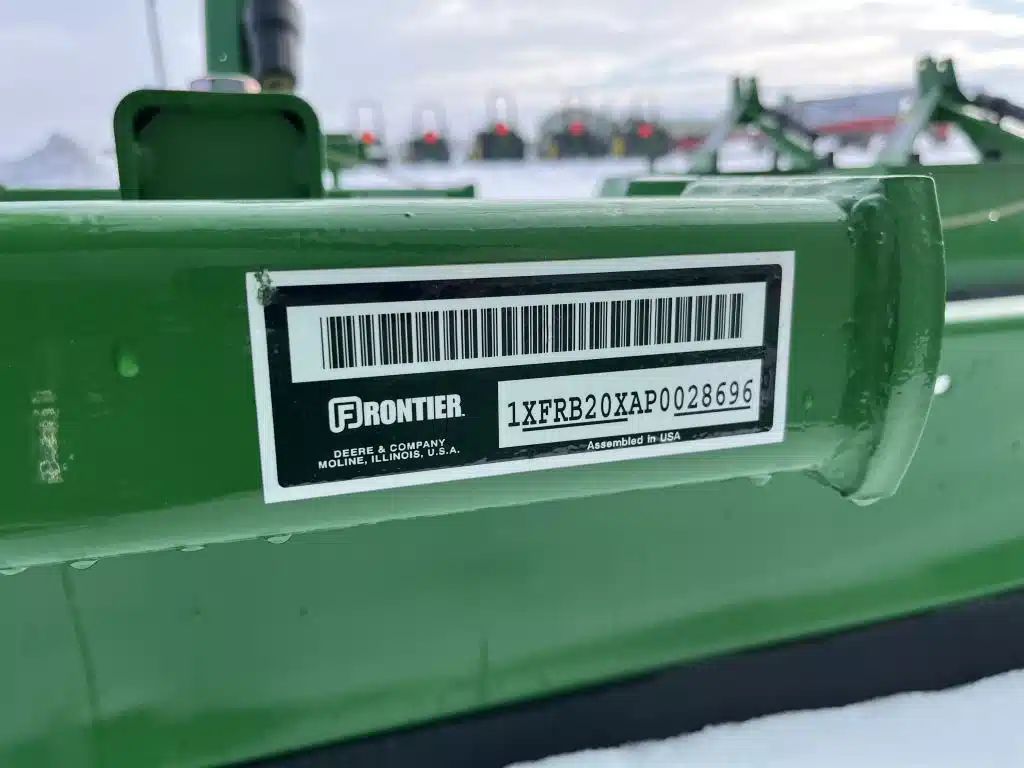 FRONTIER
DEERE & COMPANY
MOLINE, ILLINOIS, U.S.A.
1XFRB20XAP0028696
Assembled in USA